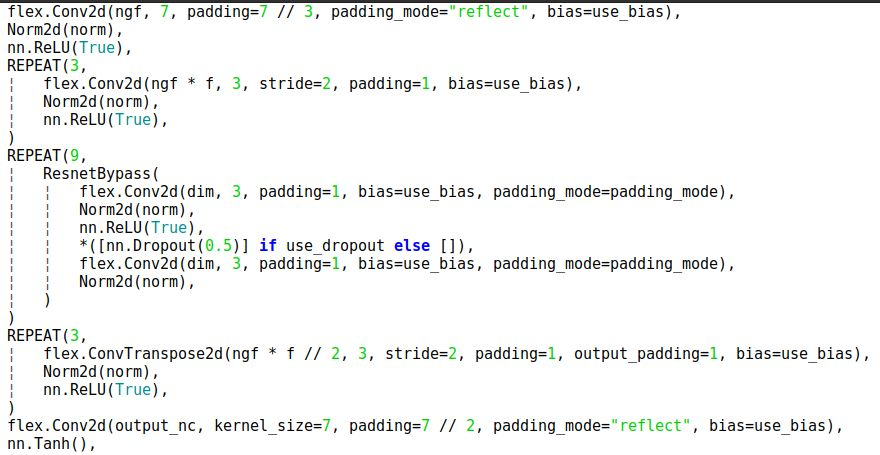 flex.Conv2d(ngf, 7, padding=7 // 3, padding_mode="reflect", bias=use_bias),
Norm2d(norm),
nn.ReLU(True),
REPEAT(3,
    flex.Conv2d(ngf * f, 3, stride=2, padding=1, bias=use_bias),
    Norm2d(norm),
    nn.ReLU(True),
)
REPEAT(9,
    ResnetBypass(
        flex.Conv2d(dim, 3, padding=1, bias=use_bias, padding_mode=padding_mode),
        Norm2d(norm),
        nn.ReLU(True),
        *([nn.Dropout(0.5)] if use_dropout else []),
        flex.Conv2d(dim, 3, padding=1, bias=use_bias, padding_mode=padding_mode),
        Norm2d(norm),
    )
)
REPEAT(3,
    flex.ConvTranspose2d(ngf * f // 2, 3, stride=2, padding=1, output_padding=1, bias=use_bias),
    Norm2d(norm),
    nn.ReLU(True),
)
flex.Conv2d(output_nc, kernel_size=7, padding=7 // 2, padding_mode="reflect", bias=use_bias),
nn.Tanh(),